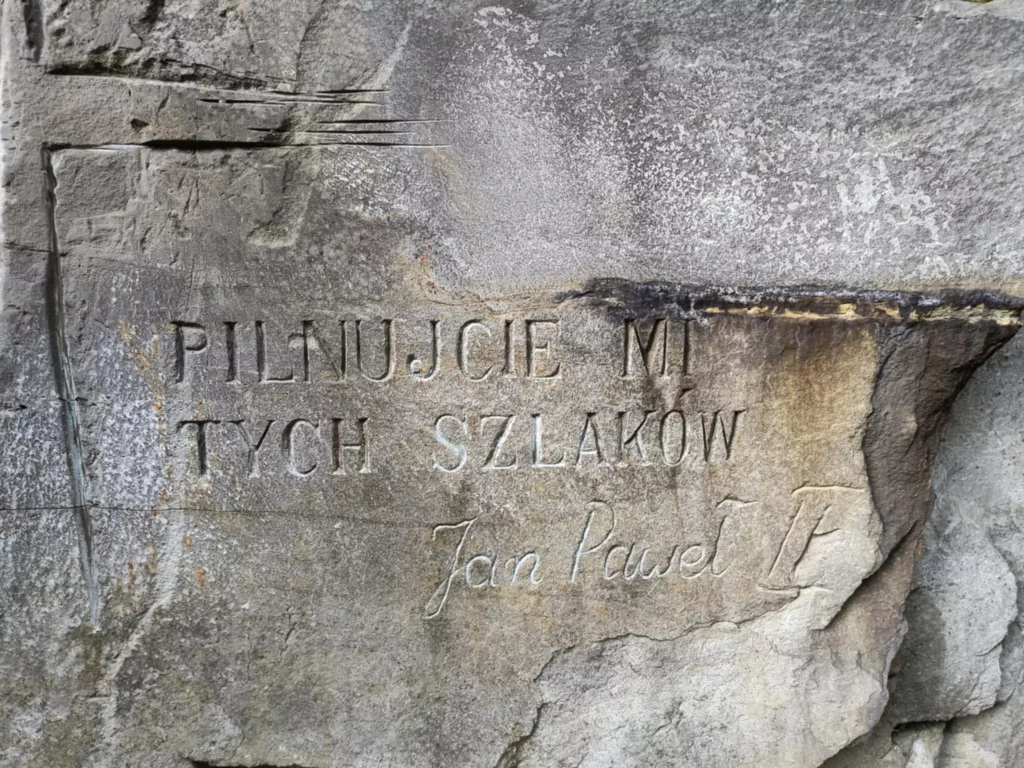 PILNUJCIE MI
TYCH SZLAKÓW
Jan Paweł II